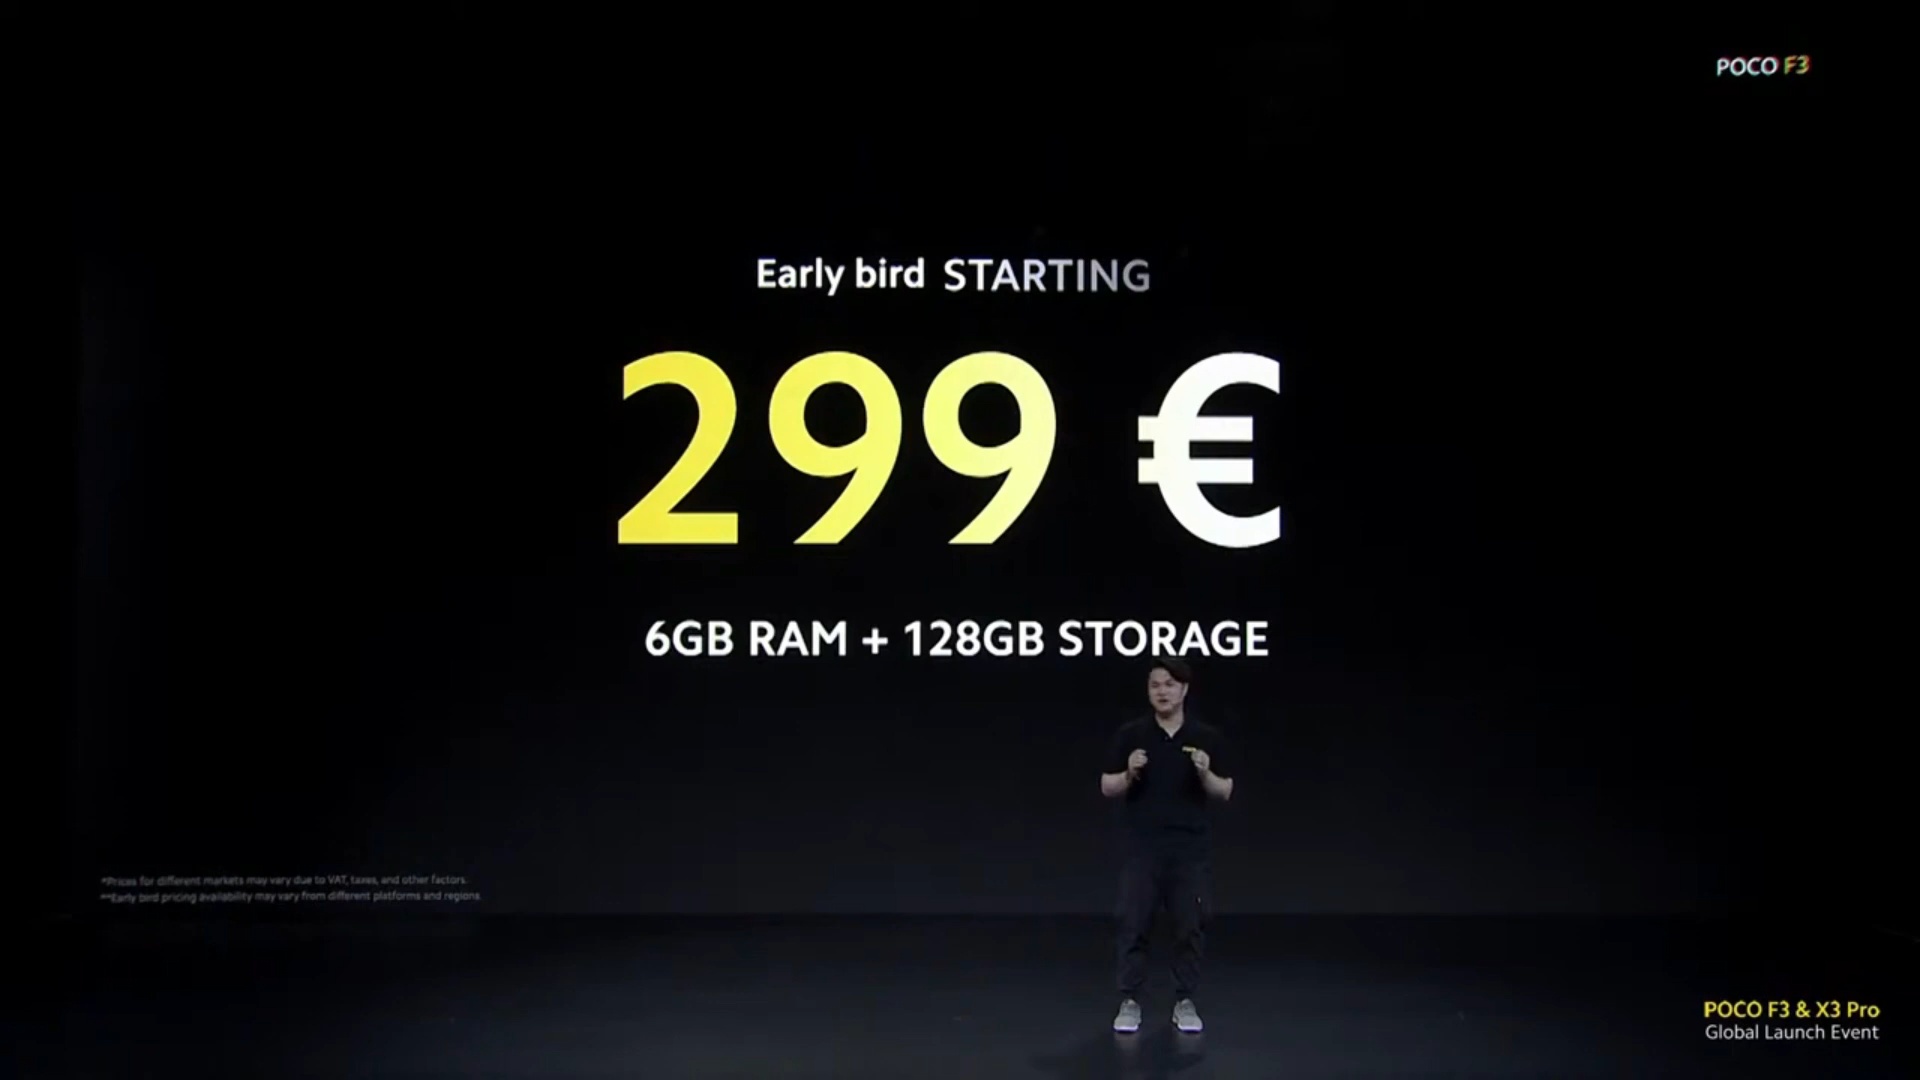 POCO F3
Early bird STARTING
299 €
6GB RAM + 128GB STORAGE
*Prices for different markets may vary due to VAT, taxes, and other factors.
**Early bird pricing availability may vary from different platforms and regions.
POCO F3 & X3 Pro
Global Launch Event